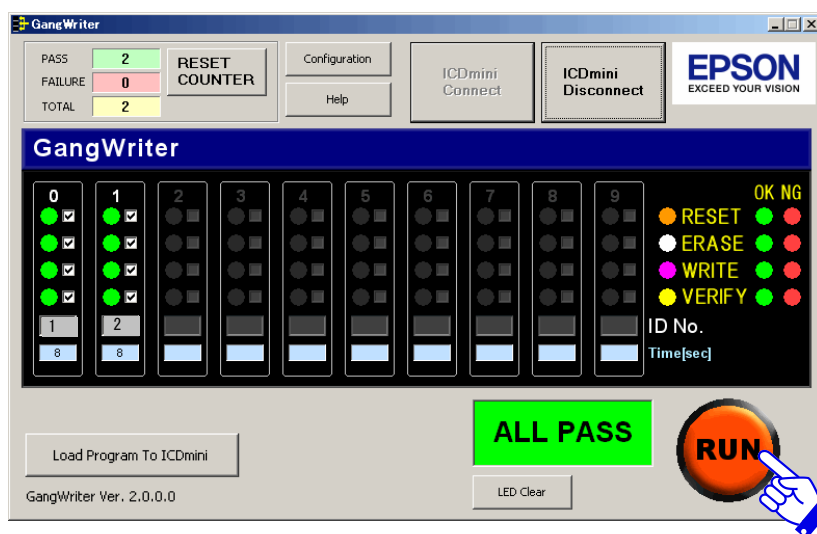 GangWriter
PASS 2
FAILURE 0
TOTAL 2
RESET
COUNTER
Configuration
Help
ICDmini
Connect
ICDmini
Disconnect
EPSON
EXCEED YOUR VISION
GangWriter
0 1 2 3 4 5 6 7 8 9 OK NG
RESET
ERASE
WRITE
VERIFY
1 2 ID No.
8 8 Time[sec]
Load Program To ICDmini
ALL PASS
RUN
LED Clear
GangWriter Ver. 2.0.0.0